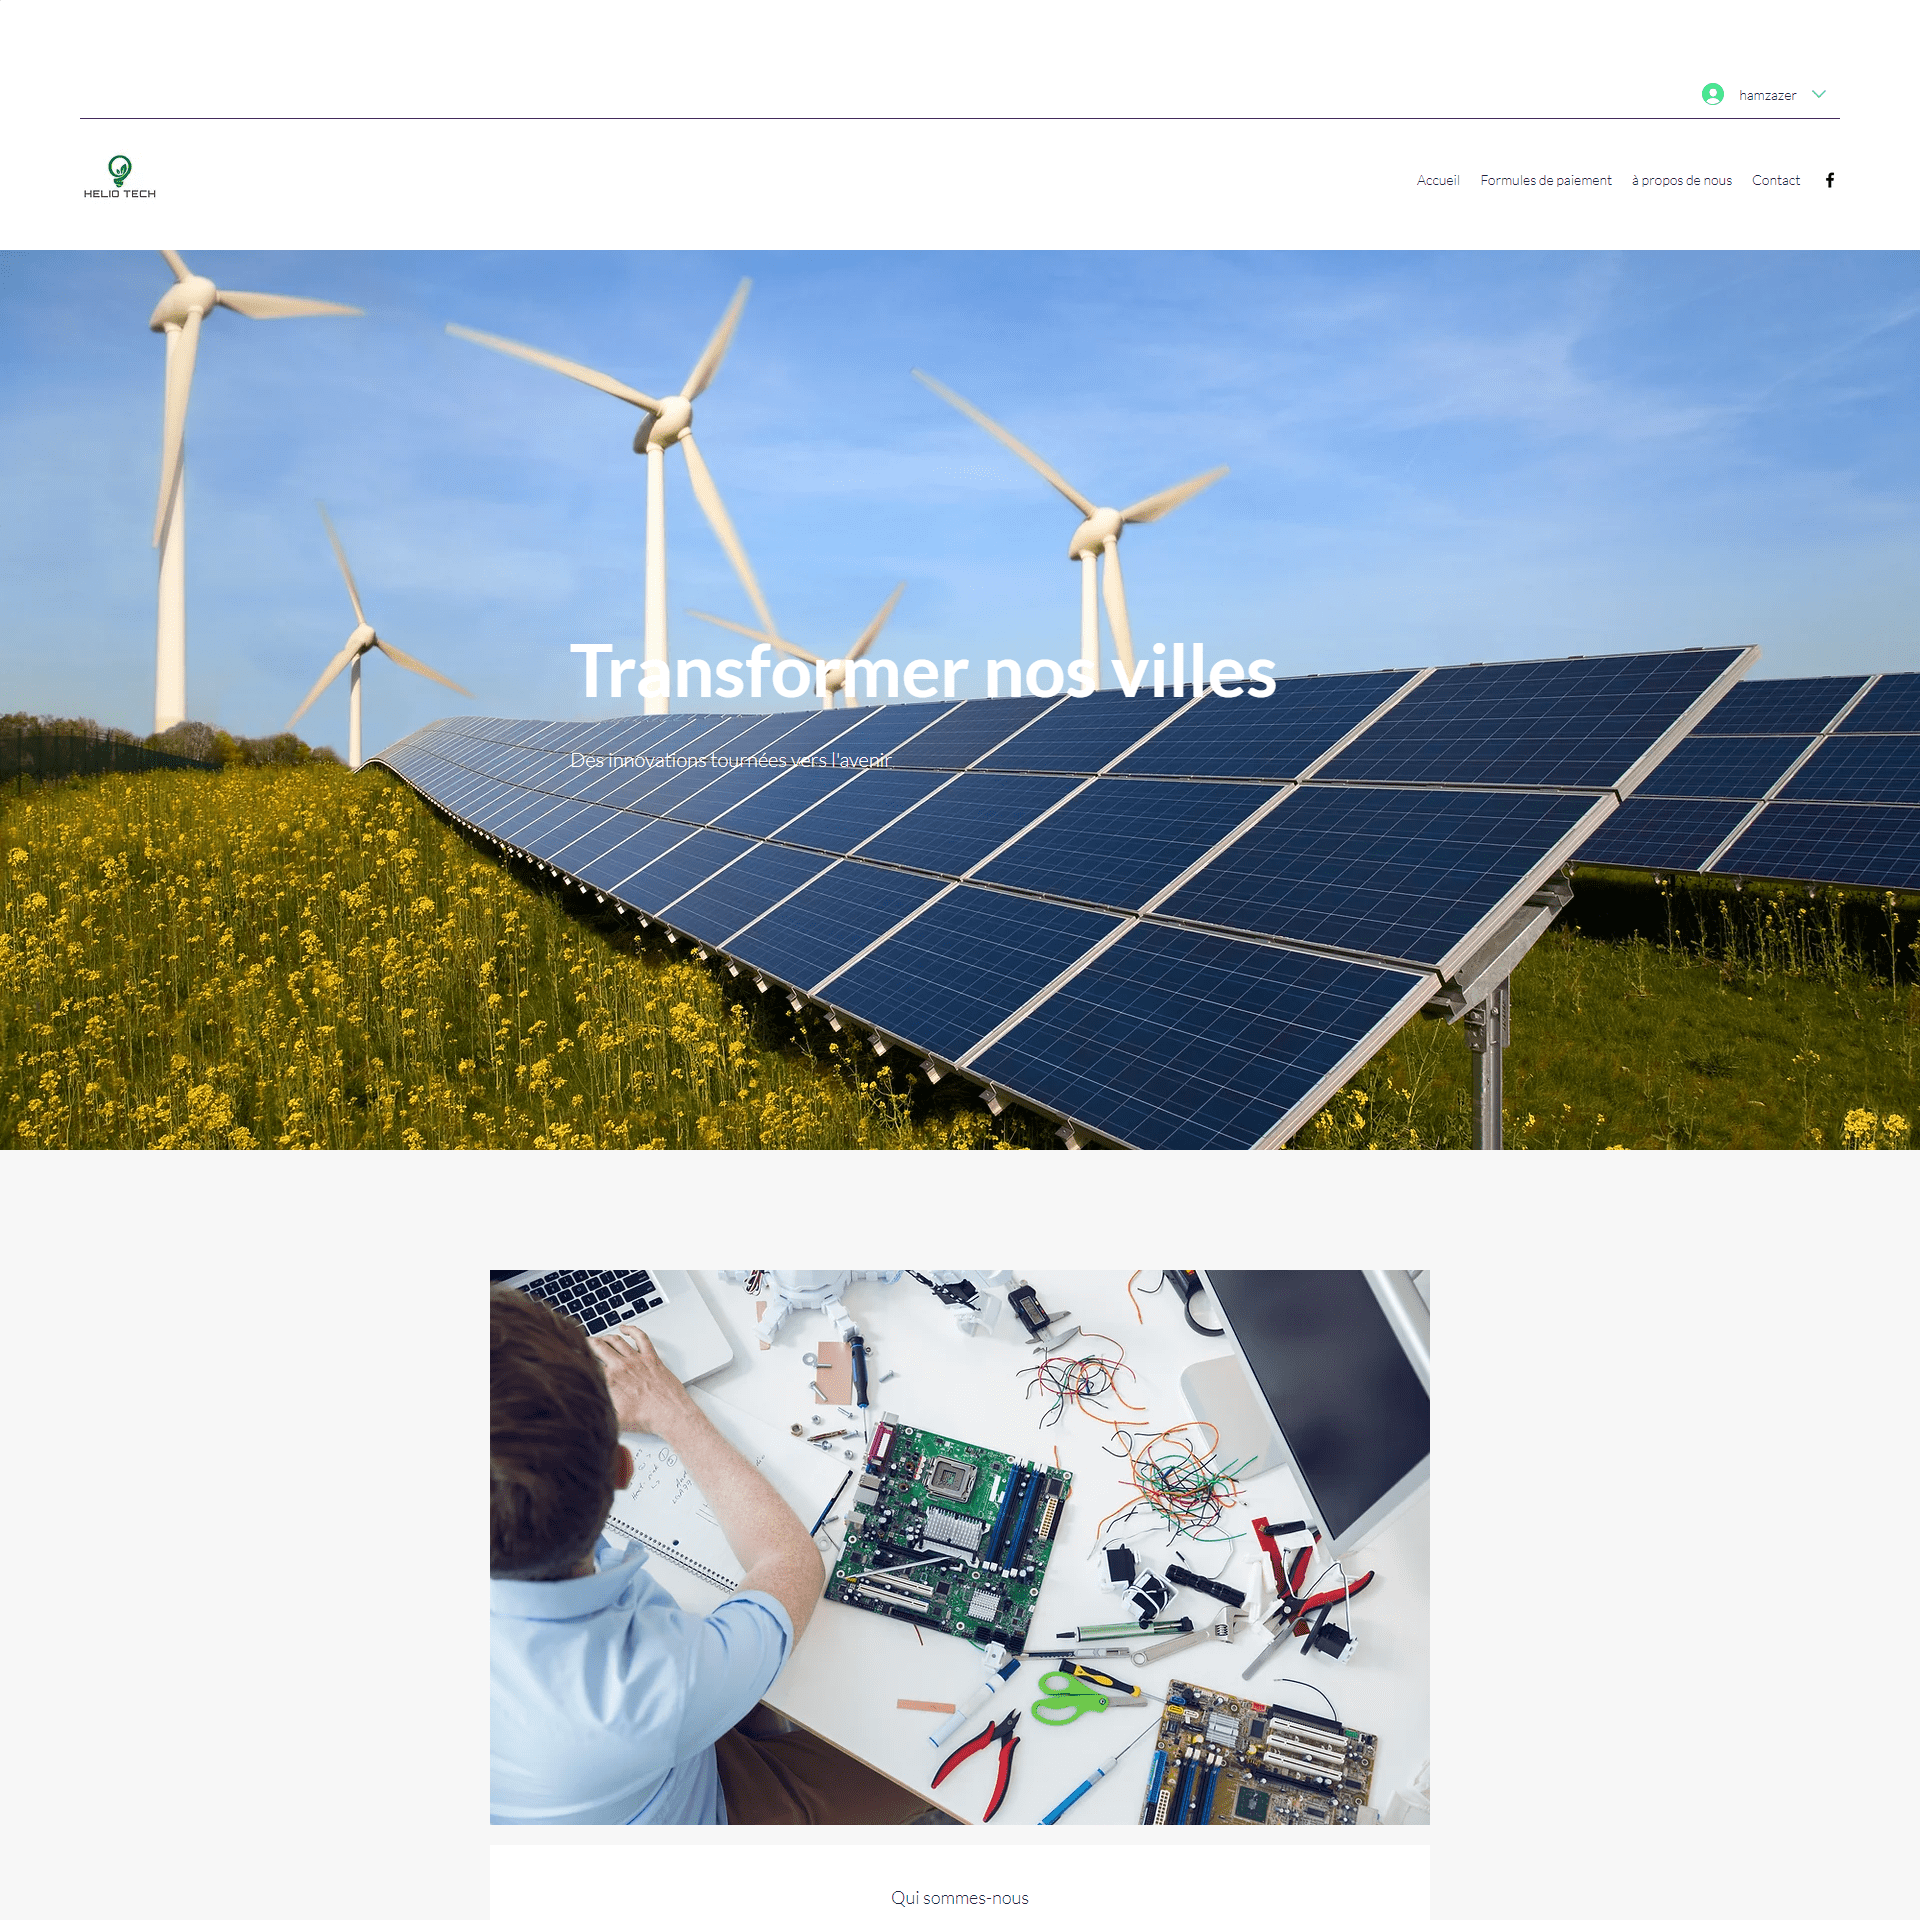 hamzazer
HELIO TECH
Accueil
Formules de paiement
à propos de nous
Contact
Transformer nos villes
Des innovations tournées vers l'avenir
Qui sommes-nous